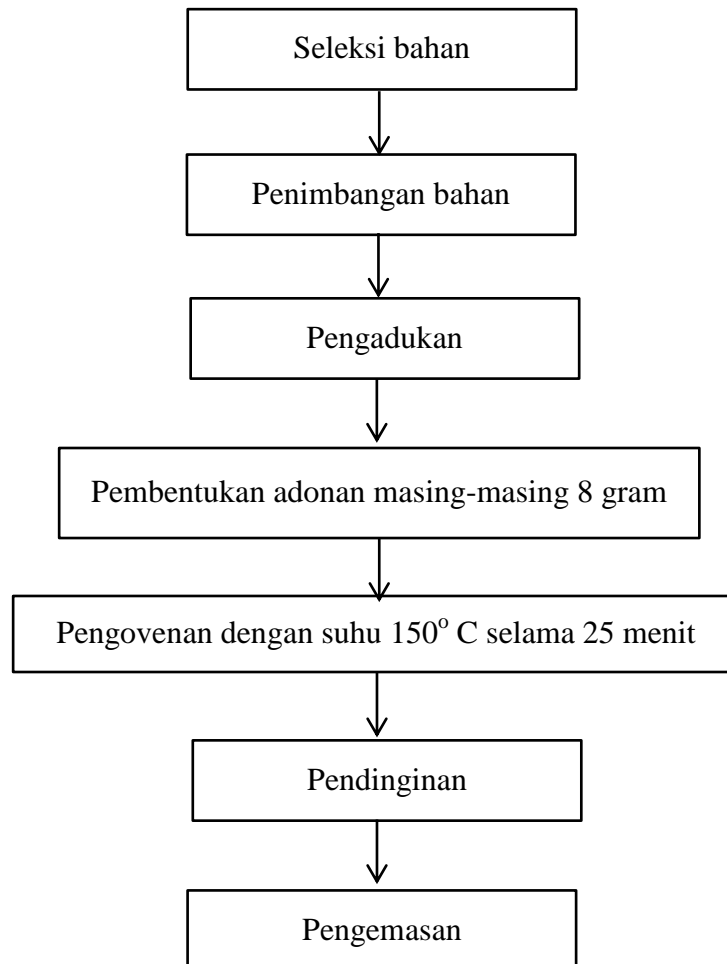 Seleksi bahan
Penimbangan bahan
Pengadukan
Pembentukan adonan masing-masing 8 gram
Pengovenan dengan suhu 150° C selama 25 menit
Pendinginan
Pengemasan